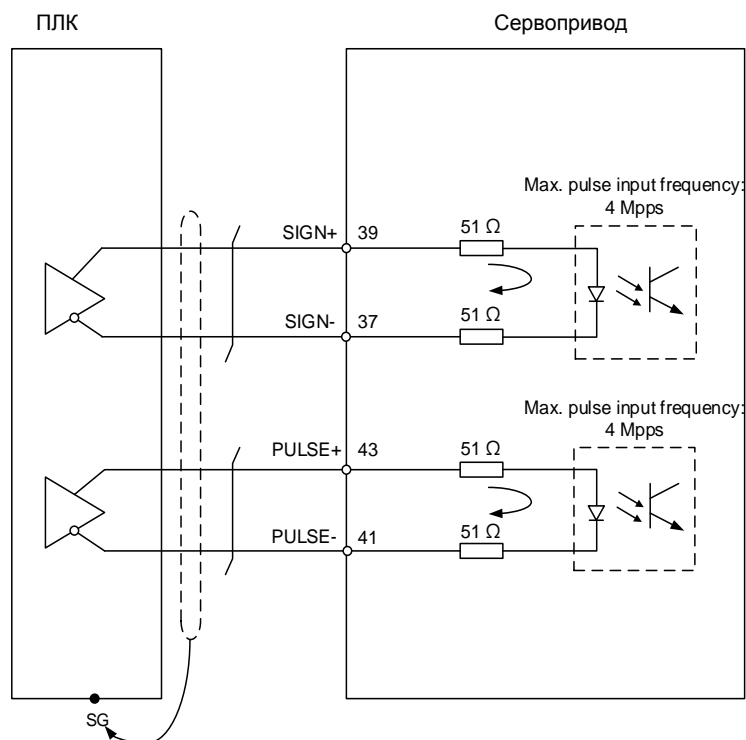 ПЛК
Сервопривод
Max. pulse input frequency:
4 Mpps
SIGN+
39
51 Ω
SIGN-
37
51 Ω
Max. pulse input frequency:
4 Mpps
PULSE+
43
51 Ω
PULSE-
41
51 Ω
SG